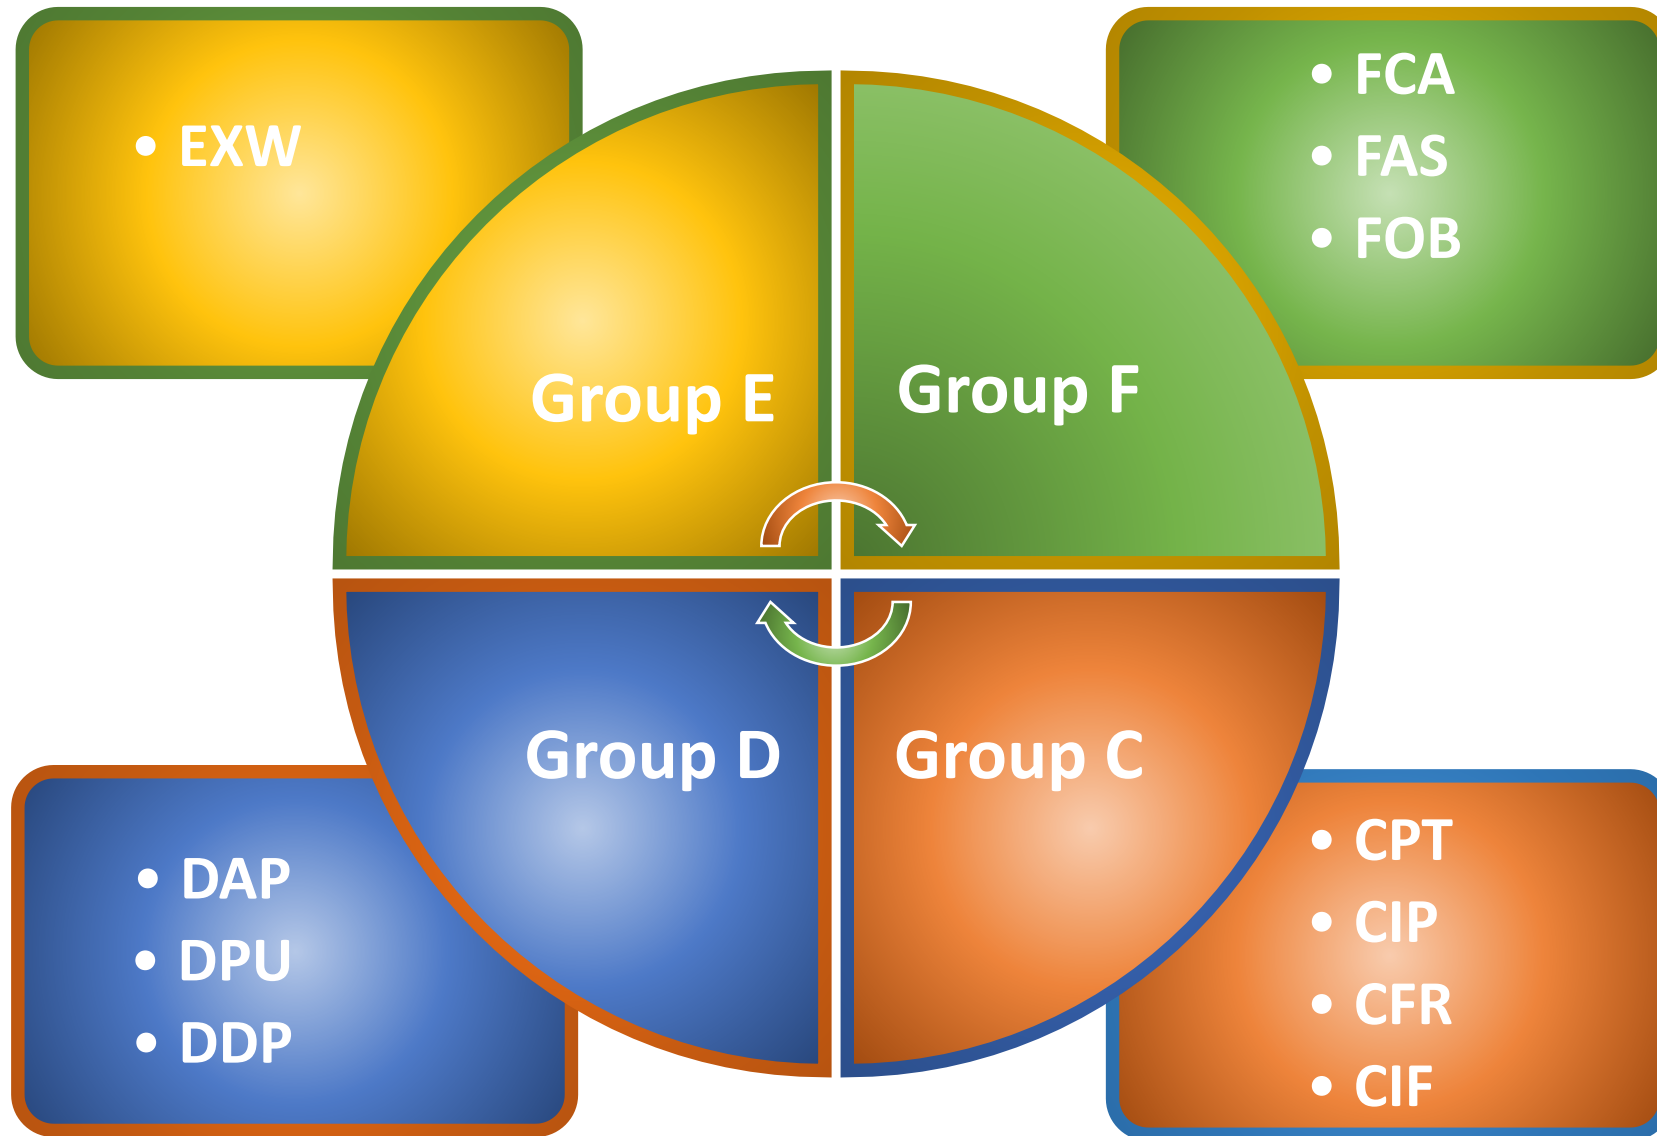 • EXW
Group E
• FCA
• FAS
• FOB
Group F
Group D
• DAP
• DPU
• DDP
Group C
• CPT
• CIP
• CFR
• CIF